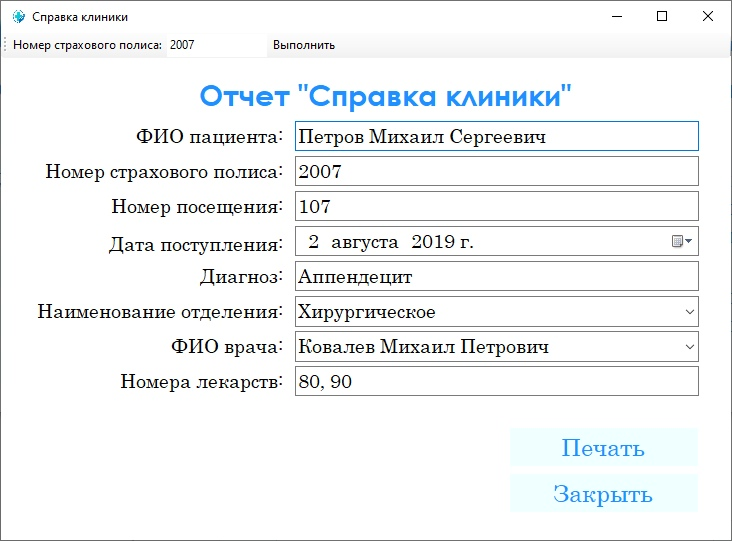 Справка клиники
Номер страхового полиса: 2007 Выполнить
Отчет "Справка клиники"
ФИО пациента: Петров Михаил Сергеевич
Номер страхового полиса: 2007
Номер посещения: 107
Дата поступления: 2 августа 2019 г.
Диагноз: Аппендецит
Наименование отделения: Хирургическое
ФИО врача: Ковалев Михаил Петрович
Номера лекарств: 80, 90
Печать
Закрыть